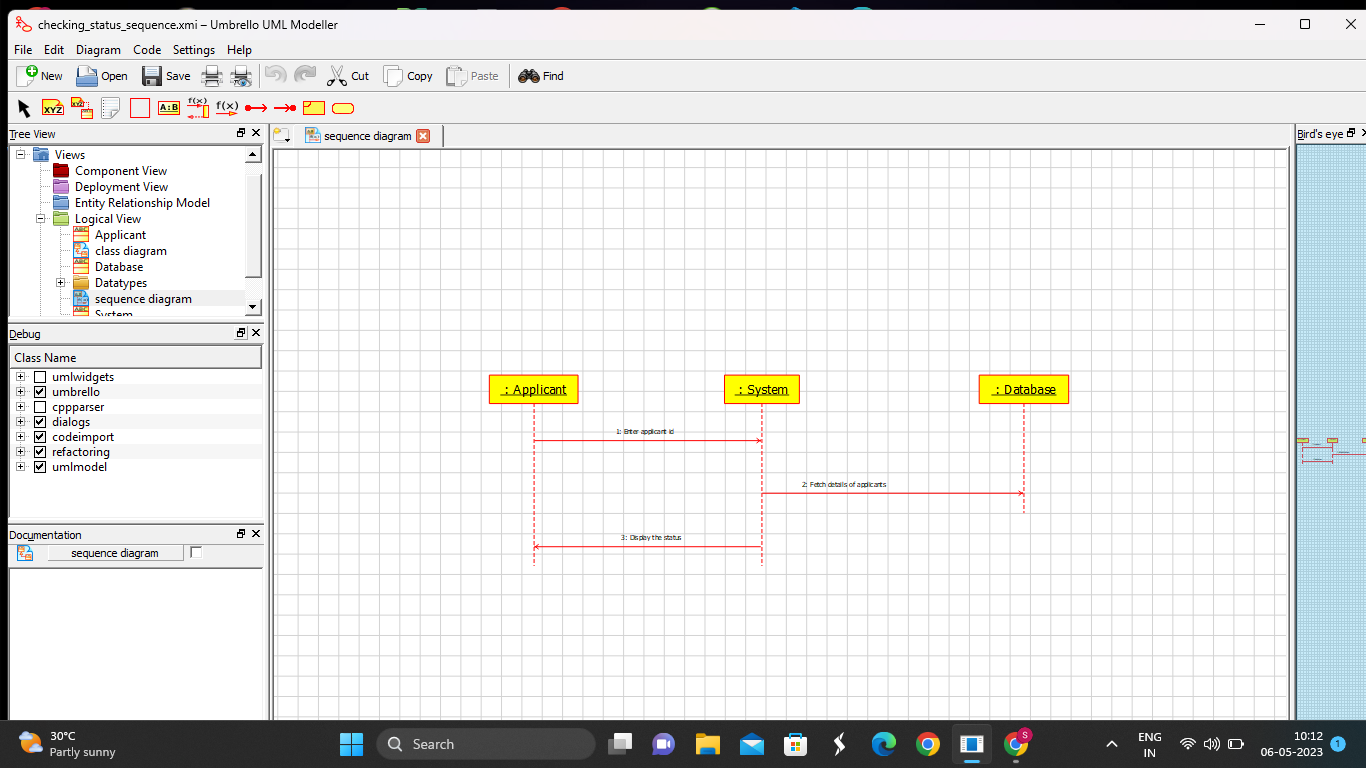 checking_status_sequence.xmi – Umbrello UML Modeller
File Edit Diagram Code Settings Help
New Open Save Cut Copy Paste Find
XYZ XYZ A:B f(x) f(x)
Tree View
sequence diagram
Bird's eye
Views
Component View
Deployment View
Entity Relationship Model
Logical View
Applicant
class diagram
Database
Datatypes
sequence diagram
System
Debug
Class Name
umlwidgets
umbrello
cppparser
dialogs
codeimport
refactoring
umlmodel
Documentation
sequence diagram
: Applicant : System : Database
1: Enter applicant id
2: Fetch details of applicants
3: Display the status
30°C
Partly sunny
Search
S
ENG
IN
10:12
06-05-2023
1